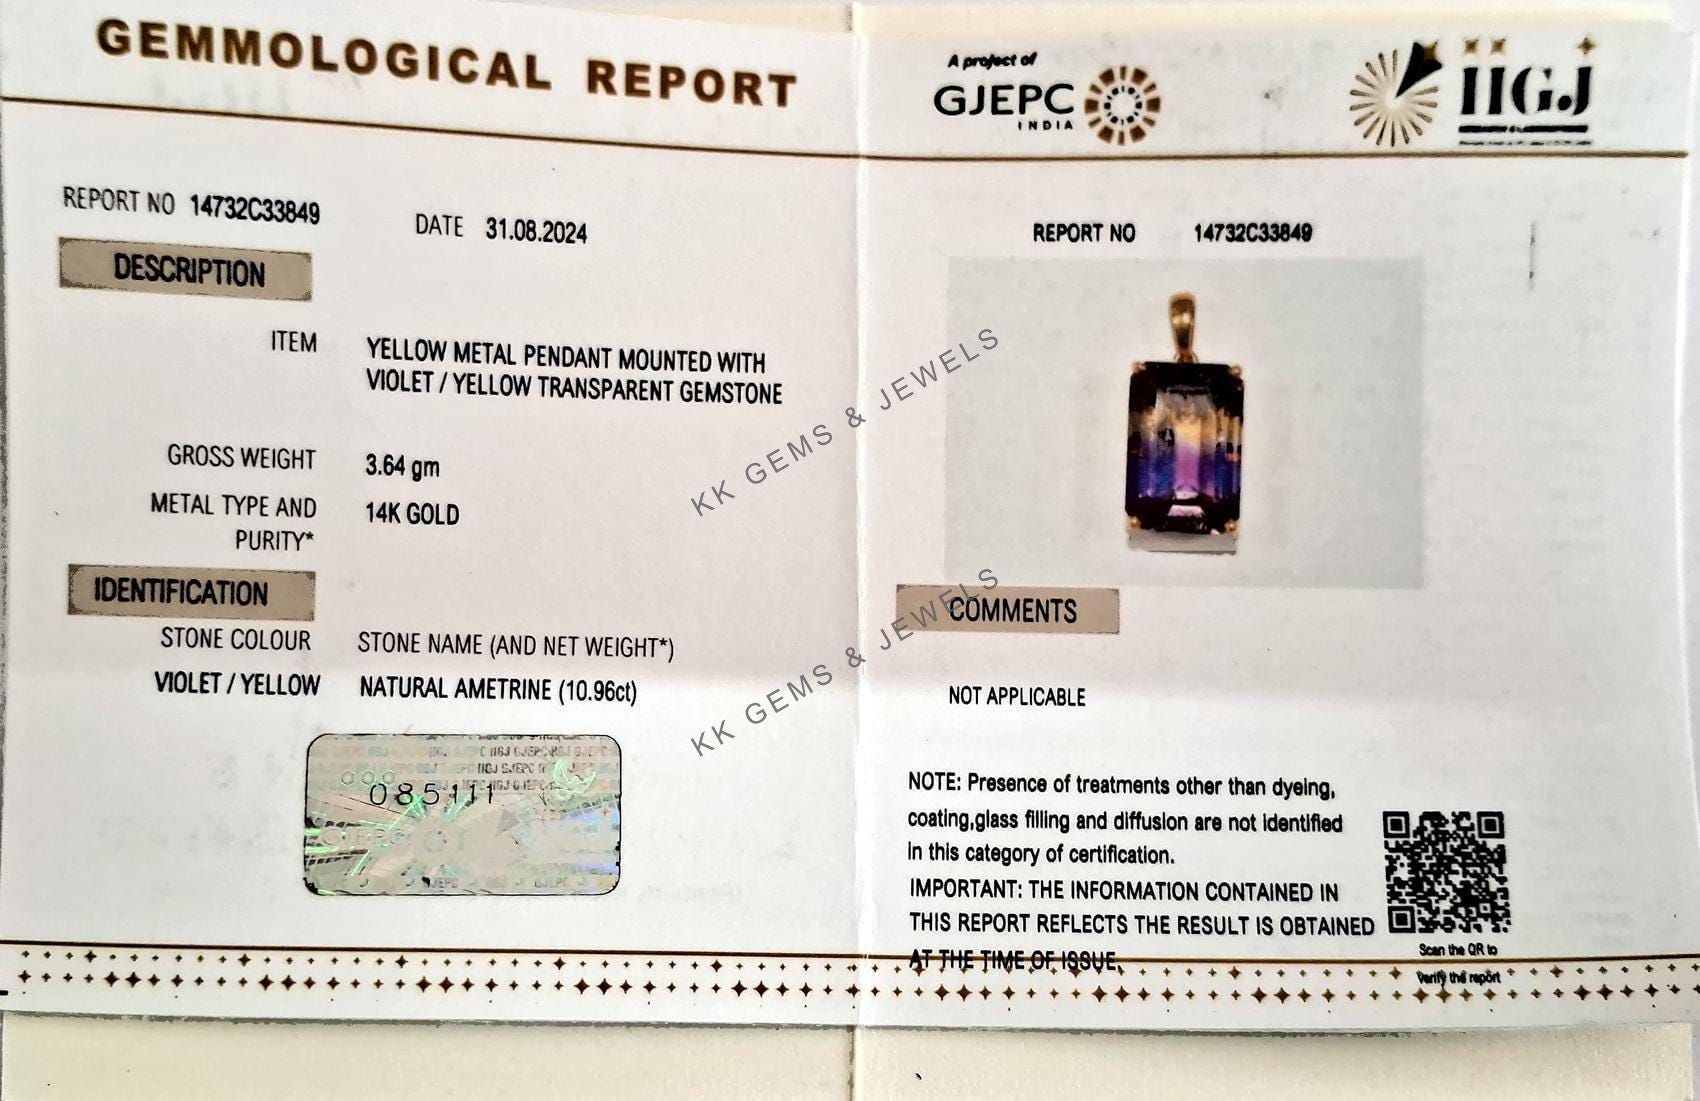 GEMMOLOGICAL REPORT
REPORT NO 14732C33849
DATE 31.08.2024
DESCRIPTION
ITEM YELLOW METAL PENDANT MOUNTED WITH
VIOLET / YELLOW TRANSPARENT GEMSTONE
GROSS WEIGHT 3.64 gm
METAL TYPE AND 14K GOLD
PURITY*
IDENTIFICATION
STONE COLOUR STONE NAME (AND NET WEIGHT*)
VIOLET / YELLOW NATURAL AMETRINE (10.96ct)
085111
GJEPC
A project of
GJEPC
INDIA
IIGJ
REPORT NO 14732C33849
KK GEMS & JEWELS
COMMENTS
KK GEMS & JEWELS
NOT APPLICABLE
NOTE: Presence of treatments other than dyeing,
coating,glass filling and diffusion are not identified
in this category of certification.
IMPORTANT: THE INFORMATION CONTAINED IN
THIS REPORT REFLECTS THE RESULT IS OBTAINED
AT THE TIME OF ISSUE.
Scan the QR to
Verify the report